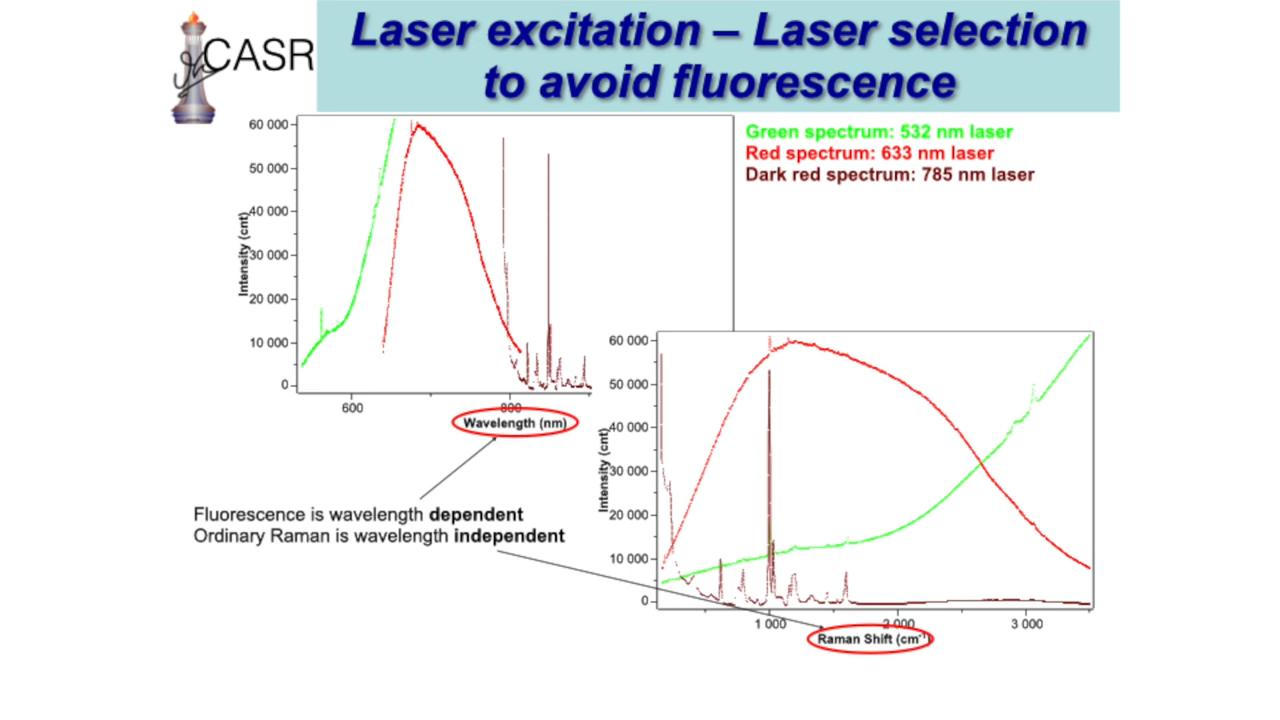 CASR
Laser excitation – Laser selection
to avoid fluorescence
Green spectrum: 532 nm laser
Red spectrum: 633 nm laser
Dark red spectrum: 785 nm laser
60 000
50 000
40 000
30 000
20 000
10 000
0
Intensity (cnt)
600
800
Wavelength (nm)
Fluorescence is wavelength dependent
Ordinary Raman is wavelength independent
60 000
50 000
40 000
30 000
20 000
10 000
0
Intensity (cnt)
1 000
2 000
3 000
Raman Shift (cm⁻¹)